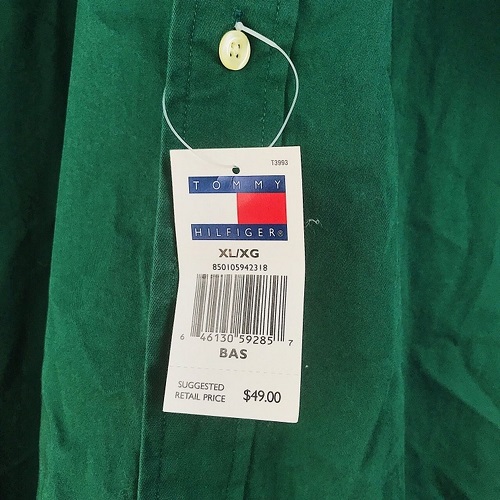 T3993
TOMMY
HILFIGER®
XL/XG
850105942318
6 46130 59285 7
BAS
SUGGESTED
RETAIL PRICE $49.00